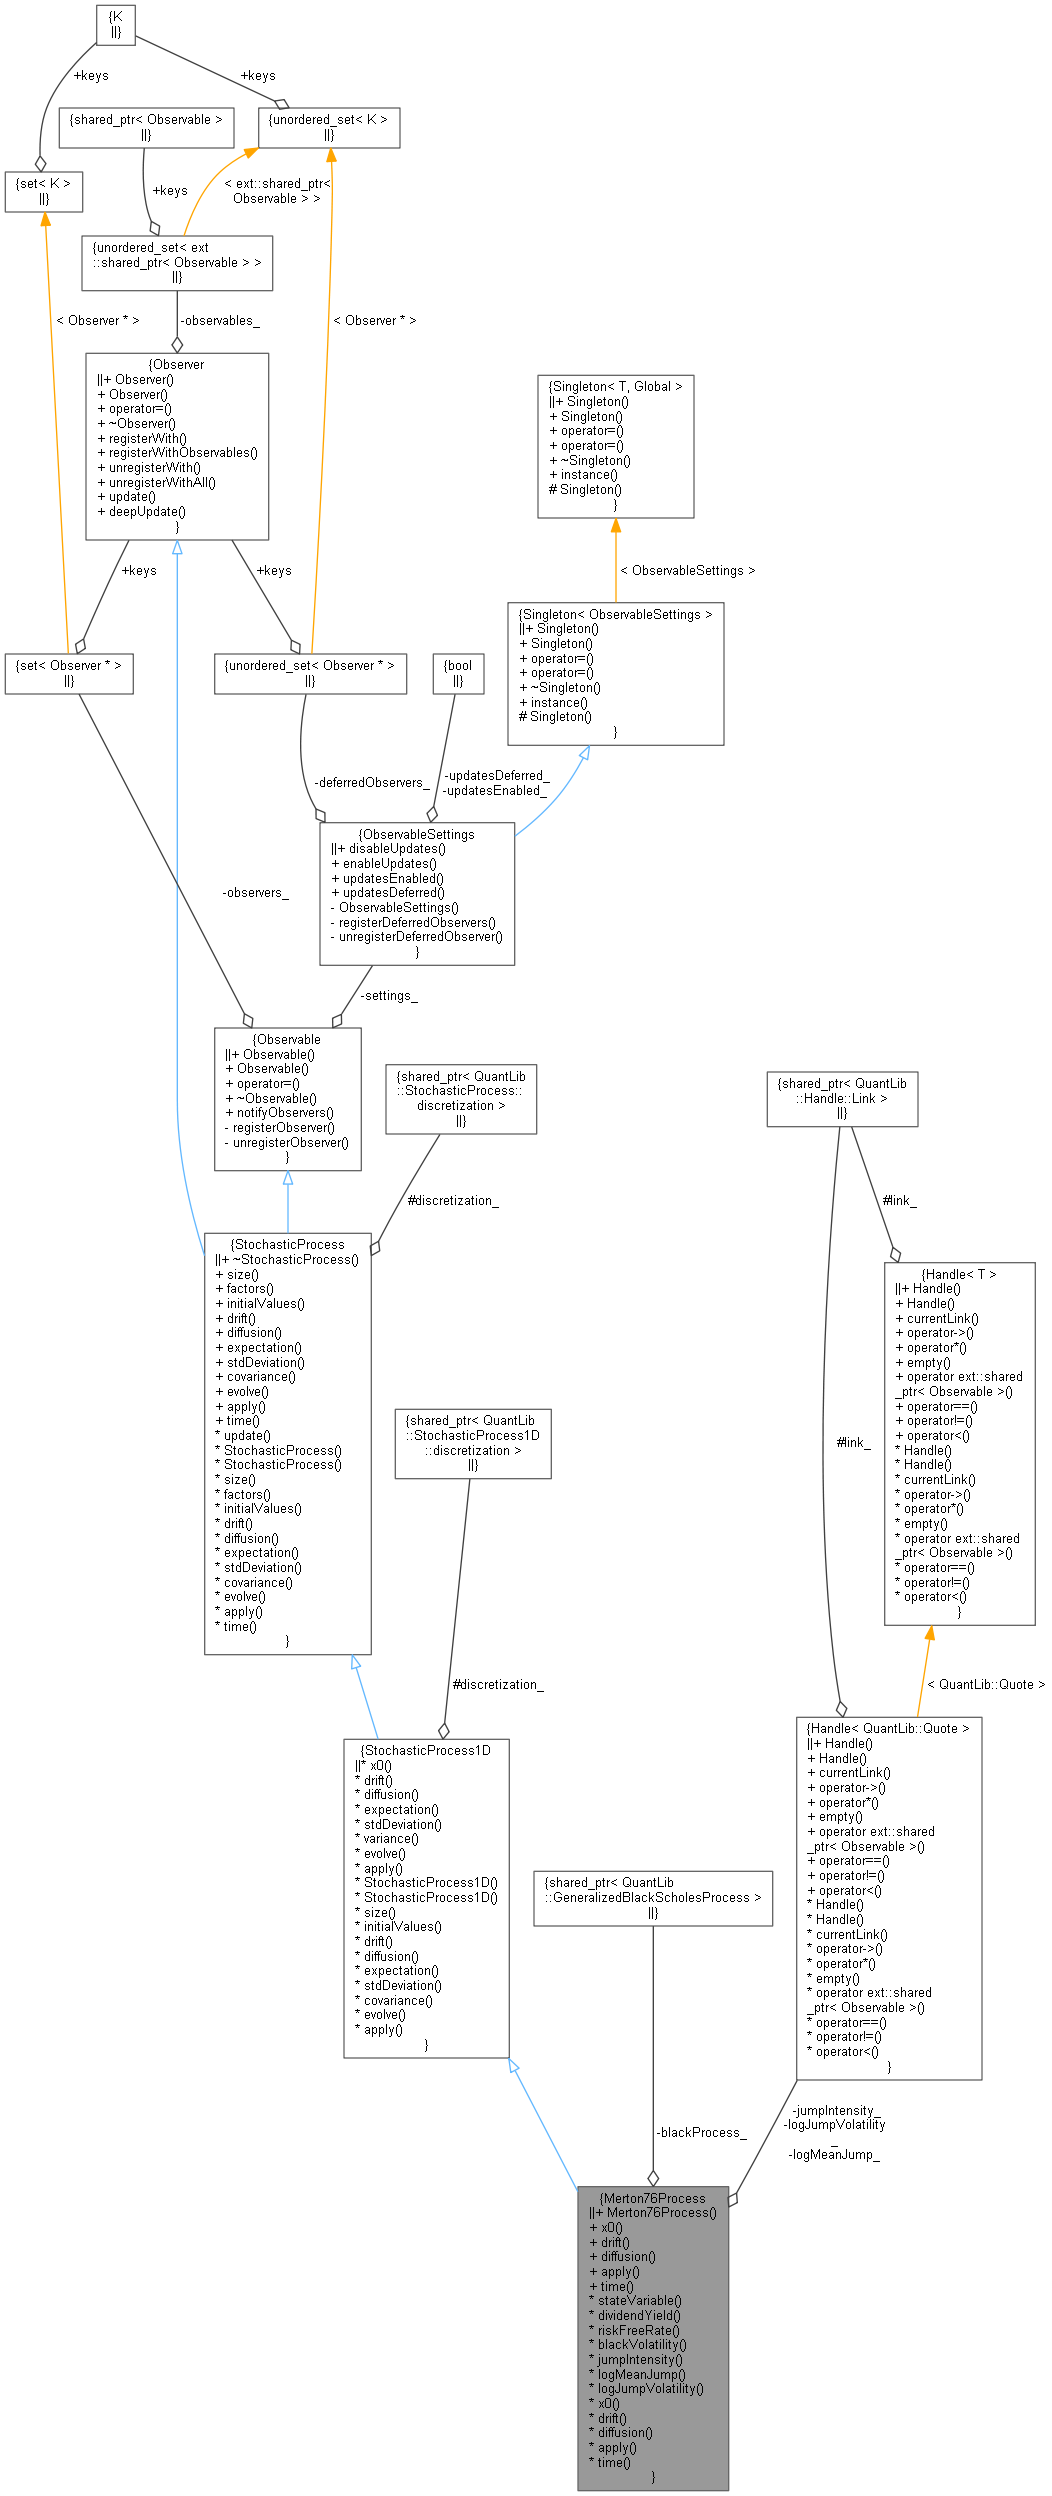 {K
||}
+keys
+keys
{shared_ptr< Observable >
||}
{unordered_set< K >
||}
{set< K >
||}
+keys
< ext::shared_ptr<
Observable > >
{unordered_set< ext
::shared_ptr< Observable > >
||}
< Observer * >
-observables_
< Observer * >
{Observer
||+ Observer()
+ Observer()
+ operator=()
+ ~Observer()
+ registerWith()
+ registerWithObservables()
+ unregisterWith()
+ unregisterWithAll()
+ update()
+ deepUpdate()
}
{Singleton< T, Global >
||+ Singleton()
+ Singleton()
+ operator=()
+ operator=()
+ ~Singleton()
+ instance()
# Singleton()
}
+keys
+keys
< ObservableSettings >
{Singleton< ObservableSettings >
||+ Singleton()
+ Singleton()
+ operator=()
+ operator=()
+ ~Singleton()
+ instance()
# Singleton()
}
{set< Observer * >
||}
{unordered_set< Observer * >
||}
{bool
||}
-deferredObservers_
-updatesDeferred_
-updatesEnabled_
{ObservableSettings
||+ disableUpdates()
+ enableUpdates()
+ updatesEnabled()
+ updatesDeferred()
- ObservableSettings()
- registerDeferredObservers()
- unregisterDeferredObserver()
}
-observers_
-settings_
{Observable
||+ Observable()
+ Observable()
+ operator=()
+ ~Observable()
+ notifyObservers()
- registerObserver()
- unregisterObserver()
}
{shared_ptr< QuantLib
::StochasticProcess::
discretization >
||}
{shared_ptr< QuantLib
::Handle::Link >
||}
#discretization_
#link_
{StochasticProcess
||+ ~StochasticProcess()
+ size()
+ factors()
+ initialValues()
+ drift()
+ diffusion()
+ expectation()
+ stdDeviation()
+ covariance()
+ evolve()
+ apply()
+ time()
* update()
* StochasticProcess()
* StochasticProcess()
* size()
* factors()
* initialValues()
* drift()
* diffusion()
* expectation()
* stdDeviation()
* covariance()
* evolve()
* apply()
* time()
}
{Handle< T >
||+ Handle()
+ Handle()
+ currentLink()
+ operator->()
+ operator*()
+ empty()
+ operator ext::shared
_ptr< Observable >()
+ operator==()
+ operator!=()
+ operator<()
* Handle()
* Handle()
* currentLink()
* operator->()
* operator*()
* empty()
* operator ext::shared
_ptr< Observable >()
* operator==()
* operator!=()
* operator<()
}
{shared_ptr< QuantLib
::StochasticProcess1D
::discretization >
||}
#link_
#discretization_
< QuantLib::Quote >
{StochasticProcess1D
||* x0()
* drift()
* diffusion()
* expectation()
* stdDeviation()
* variance()
* evolve()
* apply()
* StochasticProcess1D()
* StochasticProcess1D()
* size()
* initialValues()
* drift()
* diffusion()
* expectation()
* stdDeviation()
* covariance()
* evolve()
* apply()
}
{Handle< QuantLib::Quote >
||+ Handle()
+ Handle()
+ currentLink()
+ operator->()
+ operator*()
+ empty()
+ operator ext::shared
_ptr< Observable >()
+ operator==()
+ operator!=()
+ operator<()
* Handle()
* Handle()
* currentLink()
* operator->()
* operator*()
* empty()
* operator ext::shared
_ptr< Observable >()
* operator==()
* operator!=()
* operator<()
}
{shared_ptr< QuantLib
::GeneralizedBlackScholesProcess >
||}
-blackProcess_
-jumpIntensity_
-logJumpVolatility
_
-logMeanJump_
{Merton76Process
||+ Merton76Process()
+ x0()
+ drift()
+ diffusion()
+ apply()
+ time()
* stateVariable()
* dividendYield()
* riskFreeRate()
* blackVolatility()
* jumpIntensity()
* logMeanJump()
* logJumpVolatility()
* x0()
* drift()
* diffusion()
* apply()
* time()
}